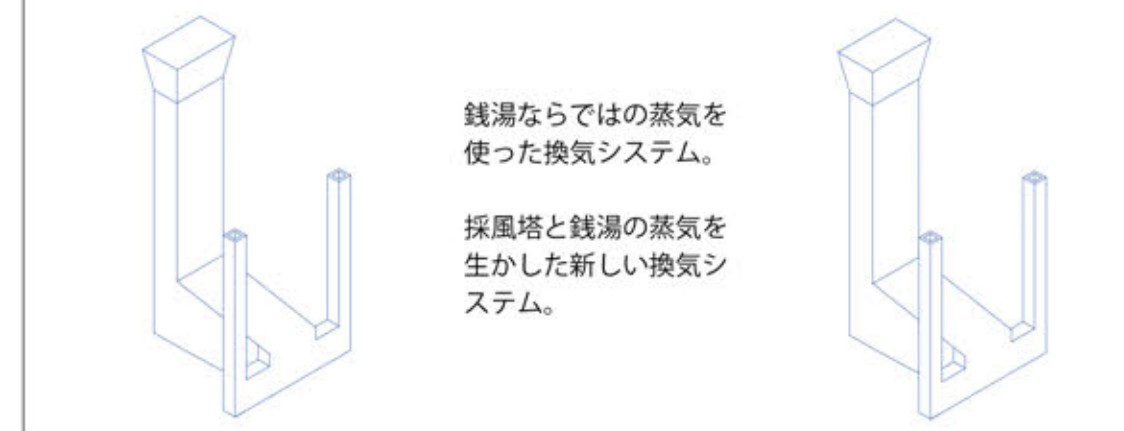 銭湯ならではの蒸気を
使った換気システム。
採風塔と銭湯の蒸気を
生かした新しい換気シ
ステム。